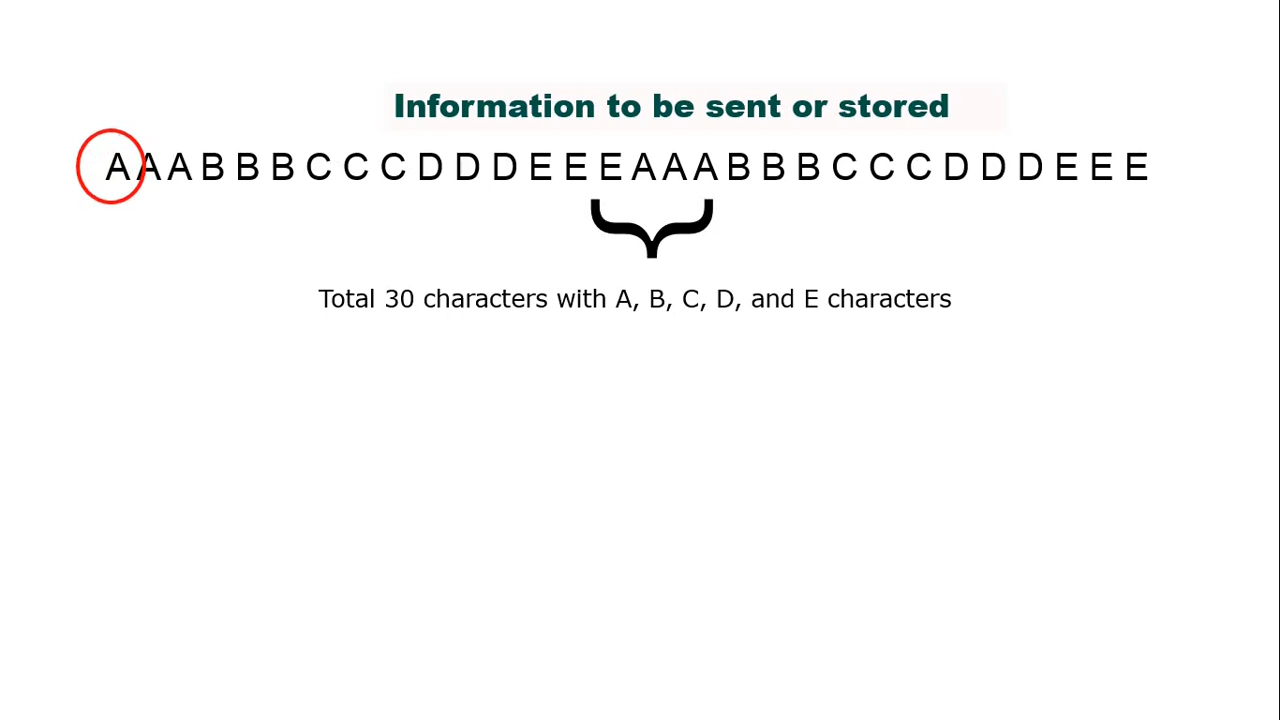 Information to be sent or stored
A A A B B B C C C D D D E E E A A A B B B C C C D D D E E E
Total 30 characters with A, B, C, D, and E characters